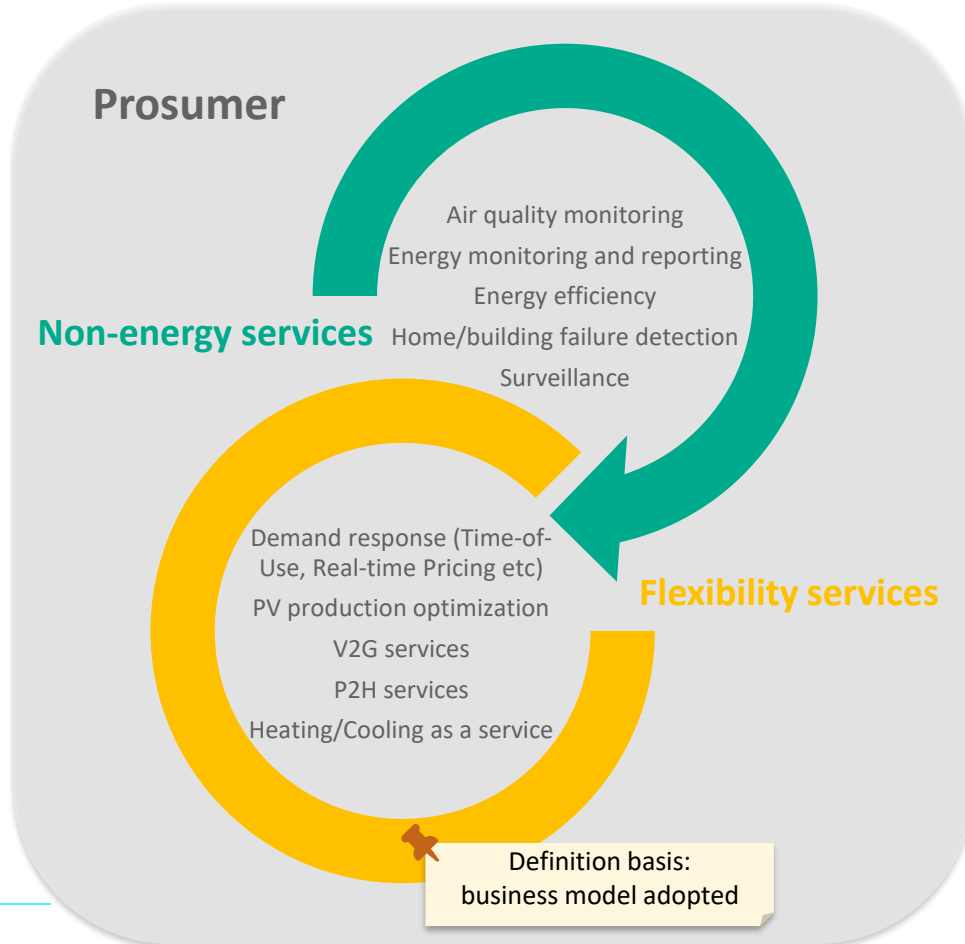 Prosumer
Air quality monitoring
Energy monitoring and reporting
Energy efficiency
Non-energy services
Home/building failure detection
Surveillance
Demand response (Time-of-
Use, Real-time Pricing etc)
PV production optimization
Flexibility services
V2G services
P2H services
Heating/Cooling as a service
Definition basis:
business model adopted